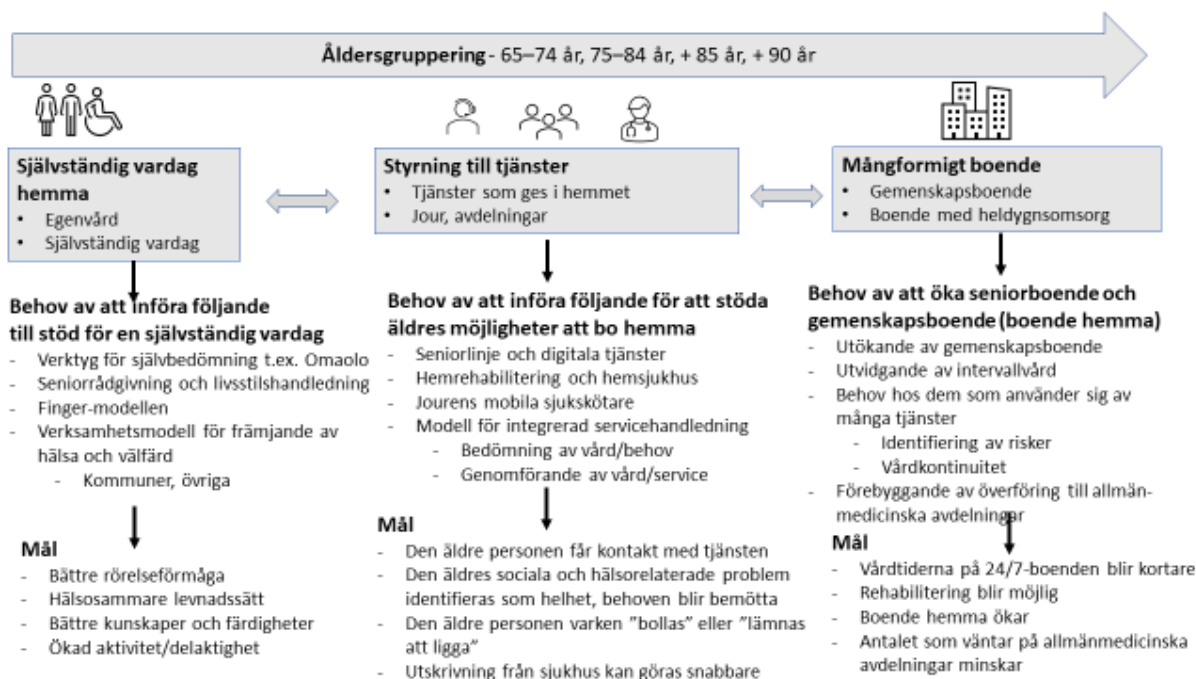 Åldersgruppering - 65–74 år, 75–84 år, + 85 år, + 90 år
Självständig vardag
hemma
• Egenvård
• Självständig vardag
Behov av att införa följande
till stöd för en självständig vardag
- Verktyg för självbedömning t.ex. Omaolo
- Seniorrådgivning och livsstilshandledning
- Finger-modellen
- Verksamhetsmodell för främjande av
hälsa och välfärd
- Kommuner, övriga
Mål
- Bättre rörelseförmåga
- Hälsosammare levnadssätt
- Bättre kunskaper och färdigheter
- Ökad aktivitet/delaktighet
Styrning till tjänster
• Tjänster som ges i hemmet
• Jour, avdelningar
Behov av att införa följande för att stöda
äldres möjligheter att bo hemma
- Seniorlinje och digitala tjänster
- Hemrehabilitering och hemsjukhus
- Jourens mobila sjukskötare
- Modell för integrerad servicehandledning
- Bedömning av vård/behov
- Genomförande av vård/service
Mål
- Den äldre personen får kontakt med tjänsten
- Den äldres sociala och hälsorelaterade problem
identifieras som helhet, behoven blir bemötta
- Den äldre personen varken ”bollas” eller ”lämnas
att ligga”
- Utskrivning från sjukhus kan göras snabbare
Mångformigt boende
• Gemenskapsboende
• Boende med heldygnsomsorg
Behov av att öka seniorboende och
gemenskapsboende (boende hemma)
- Utökande av gemenskapsboende
- Utvidgande av intervallvård
- Behov hos dem som använder sig av
många tjänster
- Identifiering av risker
- Vårdkontinuitet
- Förebyggande av överföring till allmän-
medicinska avdelningar
Mål
- Vårdtiderna på 24/7-boenden blir kortare
- Rehabilitering blir möjlig
- Boende hemma ökar
- Antalet som väntar på allmänmedicinska
avdelningar minskar